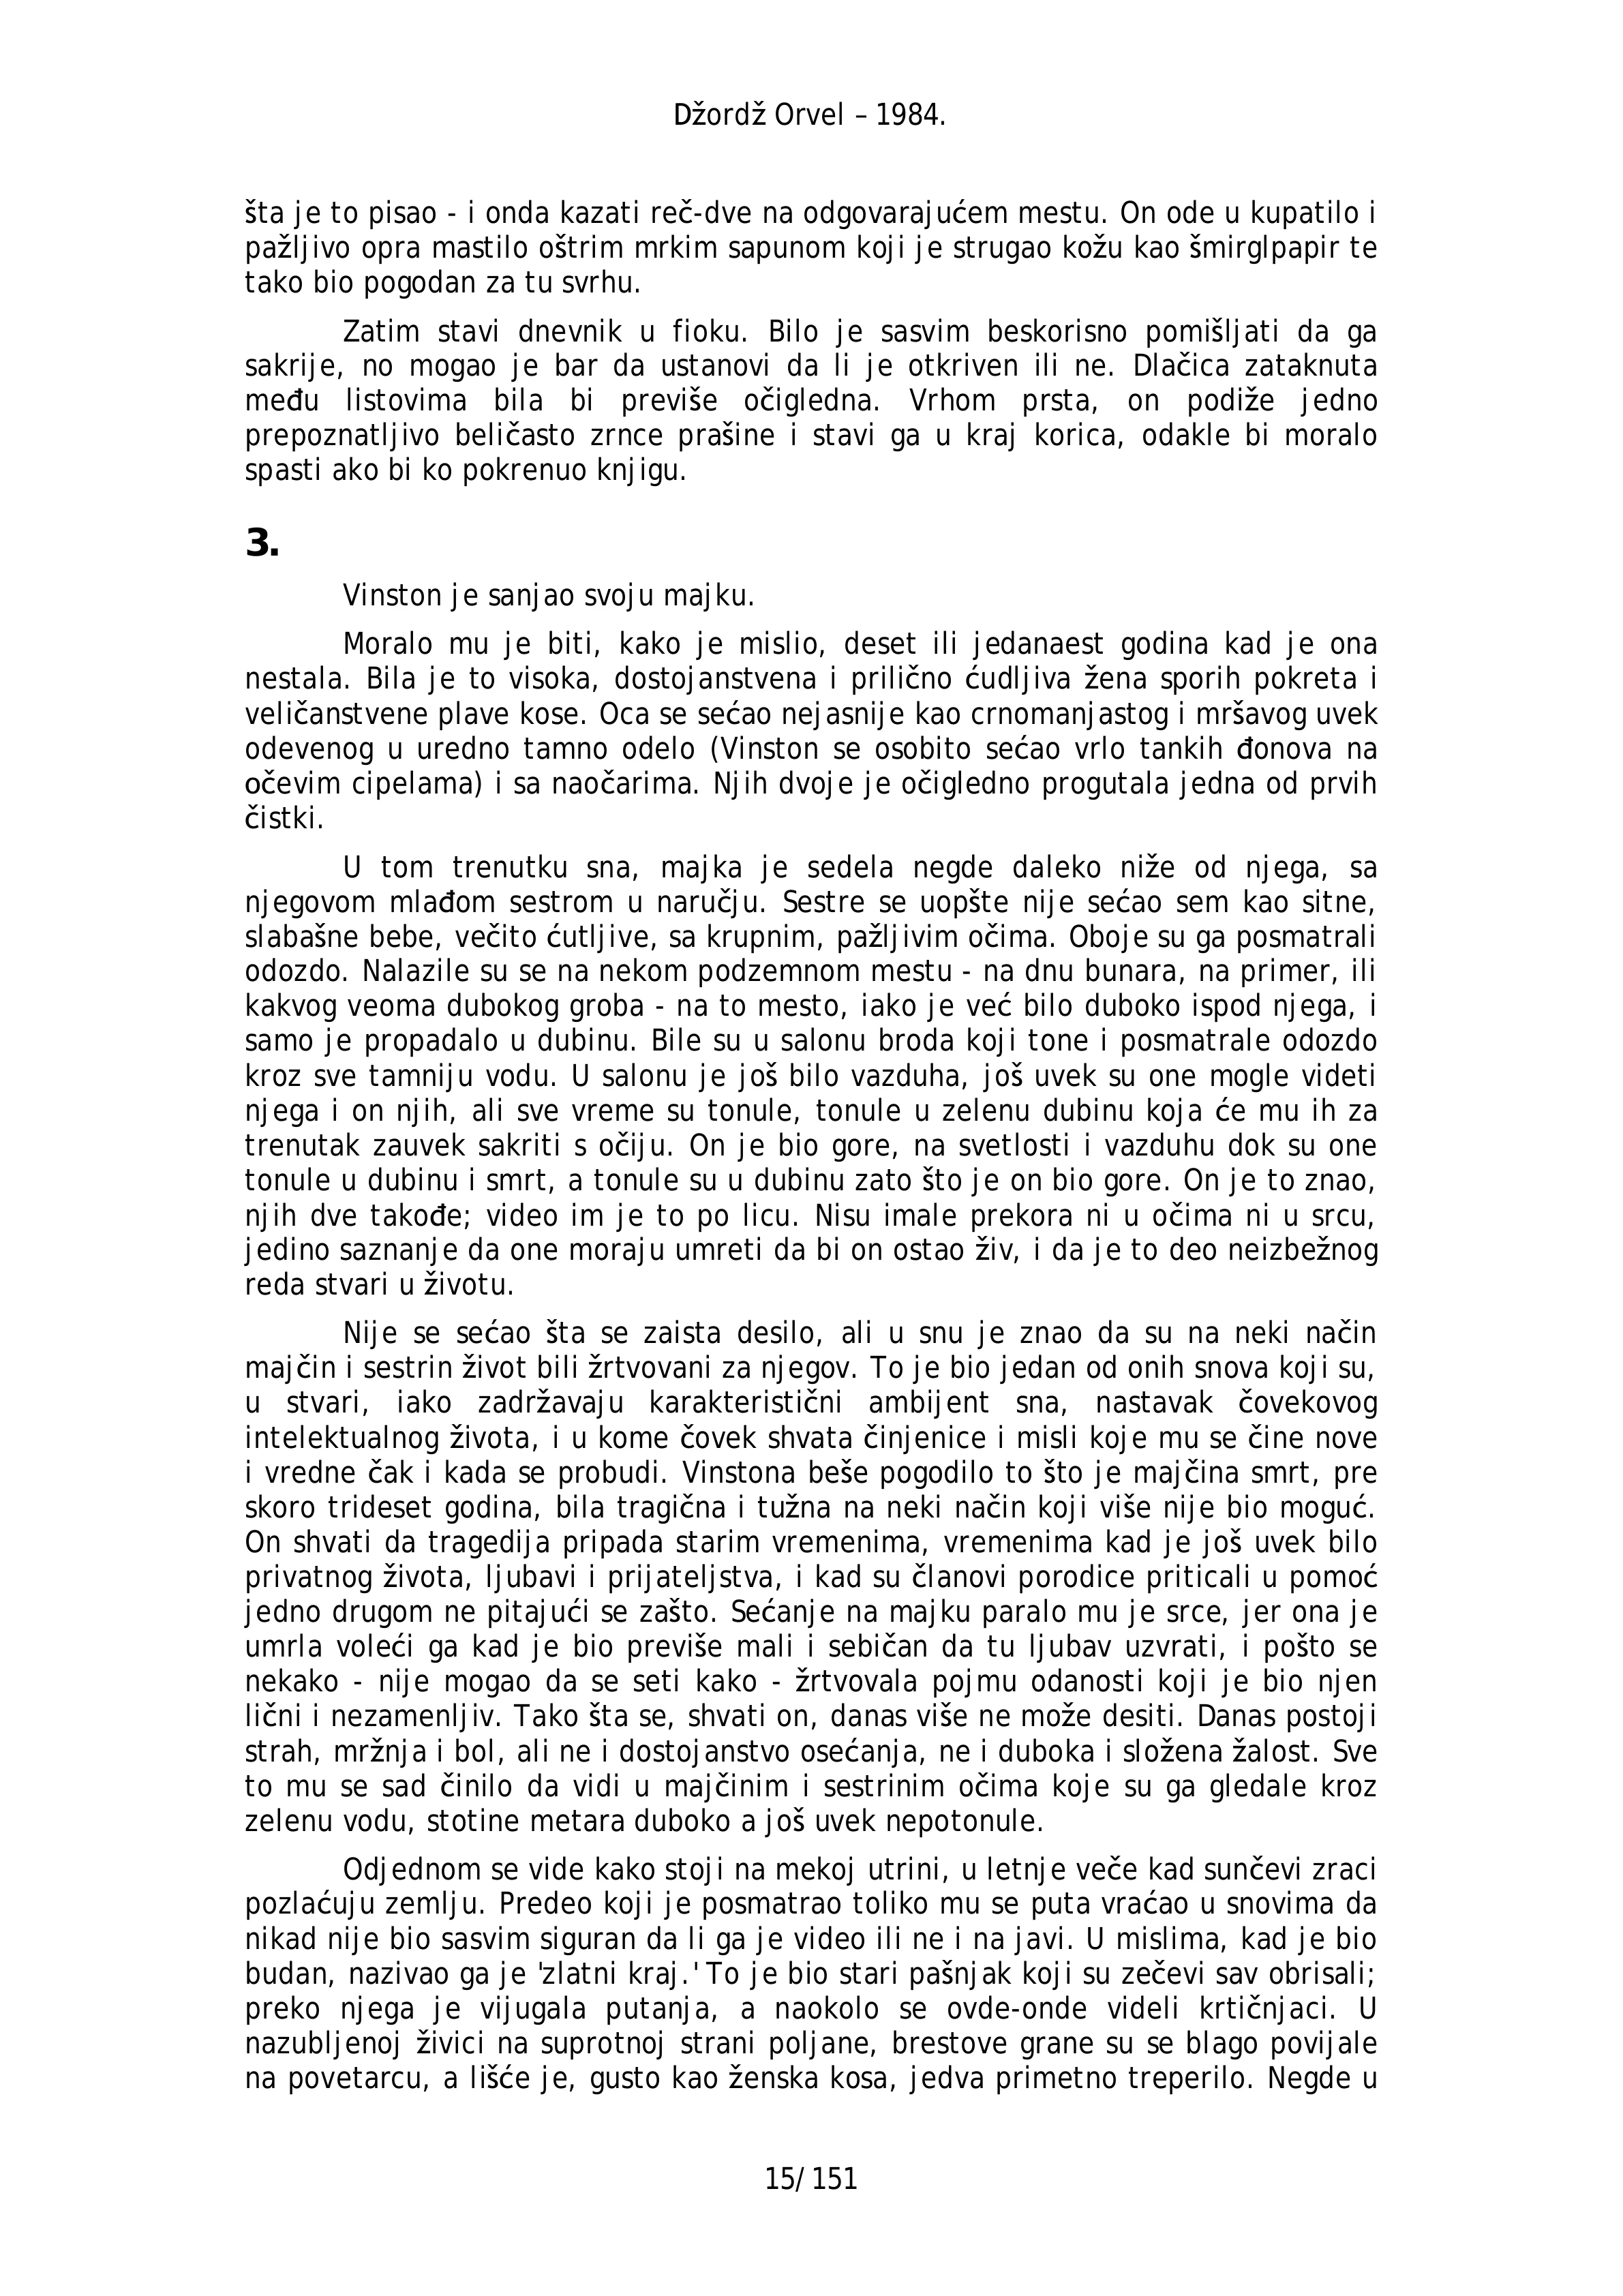 Džordž Orvel – 1984.
šta je to pisao - i onda kazati reč-dve na odgovarajućem mestu. On ode u kupatilo i
pažljivo opra mastilo oštrim mrkim sapunom koji je strugao kožu kao šmirglpapir te
tako bio pogodan za tu svrhu.
Zatim stavi dnevnik u fioku. Bilo je sasvim beskorisno pomišljati da ga
sakrije, no mogao je bar da ustanovi da li je otkriven ili ne. Dlačica zataknuta
među listovima bila bi previše očigledna. Vrhom prsta, on podiže jedno
prepoznatljivo beličasto zrnce prašine i stavi ga u kraj korica, odakle bi moralo
spasti ako bi ko pokrenuo knjigu.
3.
Vinston je sanjao svoju majku.
Moralo mu je biti, kako je mislio, deset ili jedanaest godina kad je ona
nestala. Bila je to visoka, dostojanstvena i prilično ćudljiva žena sporih pokreta i
veličanstvene plave kose. Oca se sećao nejasnije kao crnomanjastog i mršavog uvek
odevenog u uredno tamno odelo (Vinston se osobito sećao vrlo tankih đonova na
očevim cipelama) i sa naočarima. Njih dvoje je očigledno progutala jedna od prvih
čistki.
U tom trenutku sna, majka je sedela negde daleko niže od njega, sa
njegovom mlađom sestrom u naručju. Sestre se uopšte nije sećao sem kao sitne,
slabašne bebe, večito ćutljive, sa krupnim, pažljivim očima. Oboje su ga posmatrali
odozdo. Nalazile su se na nekom podzemnom mestu - na dnu bunara, na primer, ili
kakvog veoma dubokog groba - na to mesto, iako je već bilo duboko ispod njega, i
samo je propadalo u dubinu. Bile su u salonu broda koji tone i posmatrale odozdo
kroz sve tamniju vodu. U salonu je još bilo vazduha, još uvek su one mogle videti
njega i on njih, ali sve vreme su tonule, tonule u zelenu dubinu koja će mu ih za
trenutak zauvek sakriti s očiju. On je bio gore, na svetlosti i vazduhu dok su one
tonule u dubinu i smrt, a tonule su u dubinu zato što je on bio gore. On je to znao,
njih dve takođe; video im je to po licu. Nisu imale prekora ni u očima ni u srcu,
jedino saznanje da one moraju umreti da bi on ostao živ, i da je to deo neizbežnog
reda stvari u životu.
Nije se sećao šta se zaista desilo, ali u snu je znao da su na neki način
majčin i sestrin život bili žrtvovani za njegov. To je bio jedan od onih snova koji su,
u stvari, iako zadržavaju karakteristični ambijent sna, nastavak čovekovog
intelektualnog života, i u kome čovek shvata činjenice i misli koje mu se čine nove
i vredne čak i kada se probudi. Vinstona beše pogodilo to što je majčina smrt, pre
skoro trideset godina, bila tragična i tužna na neki način koji više nije bio moguć.
On shvati da tragedija pripada starim vremenima, vremenima kad je još uvek bilo
privatnog života, ljubavi i prijateljstva, i kad su članovi porodice priticali u pomoć
jedno drugom ne pitajući se zašto. Sećanje na majku paralo mu je srce, jer ona je
umrla voleći ga kad je bio previše mali i sebičan da tu ljubav uzvrati, i pošto se
nekako - nije mogao da se seti kako - žrtvovala pojmu odanosti koji je bio njen
lični i nezamenljiv. Tako šta se, shvati on, danas više ne može desiti. Danas postoji
strah, mržnja i bol, ali ne i dostojanstvo osećanja, ne i duboka i složena žalost. Sve
to mu se sad činilo da vidi u majčinim i sestrinim očima koje su ga gledale kroz
zelenu vodu, stotine metara duboko a još uvek nepotonule.
Odjednom se vide kako stoji na mekoj utrini, u letnje veče kad sunčevi zraci
pozlaćuju zemlju. Predeo koji je posmatrao toliko mu se puta vraćao u snovima da
nikad nije bio sasvim siguran da li ga je video ili ne i na javi. U mislima, kad je bio
budan, nazivao ga je 'zlatni kraj.' To je bio stari pašnjak koji su zečevi sav obrisali;
preko njega je vijugala putanja, a naokolo se ovde-onde videli krtičnjaci. U
nazubljenoj živici na suprotnoj strani poljane, brestove grane su se blago povijale
na povetarcu, a lišće je, gusto kao ženska kosa, jedva primetno treperilo. Negde u
15/151